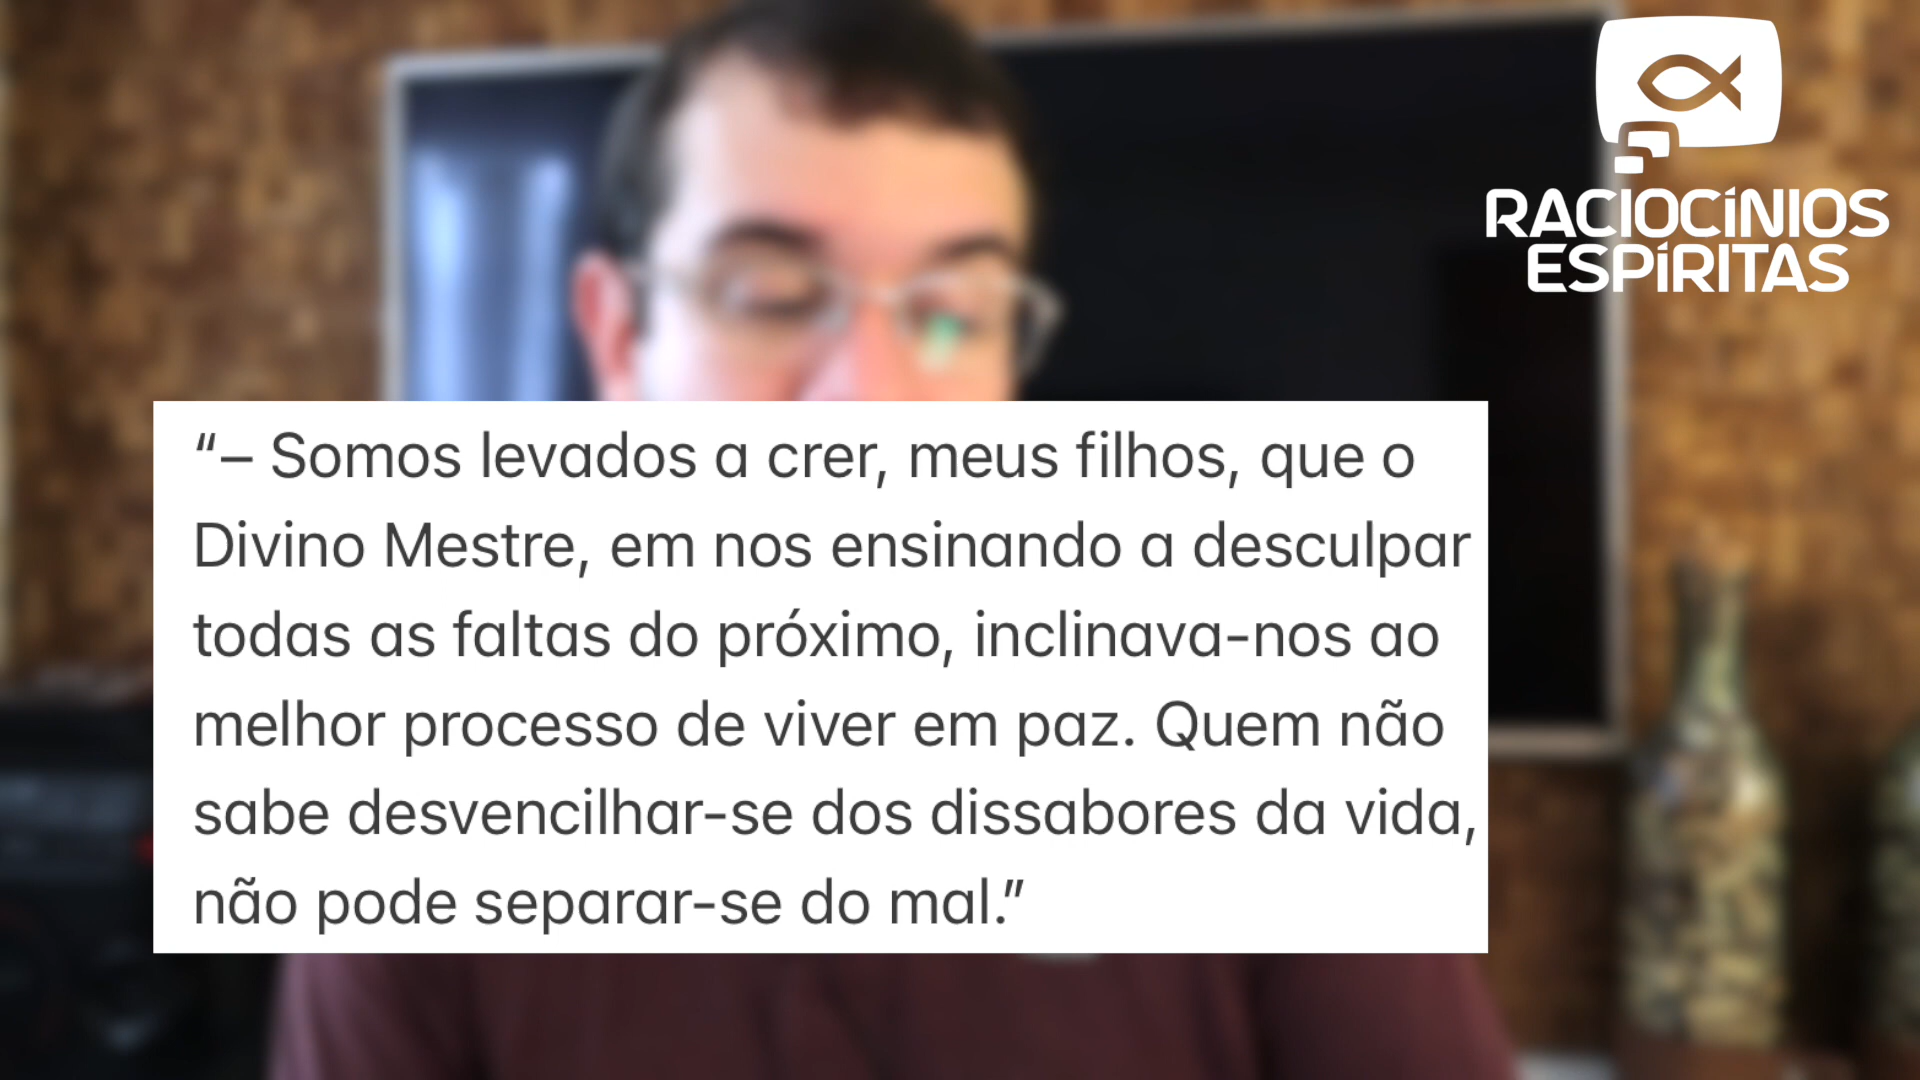 RACIOCÍNIOS
ESPÍRITAS
“– Somos levados a crer, meus filhos, que o
Divino Mestre, em nos ensinando a desculpar
todas as faltas do próximo, inclinava-nos ao
melhor processo de viver em paz. Quem não
sabe desvencilhar-se dos dissabores da vida,
não pode separar-se do mal.”